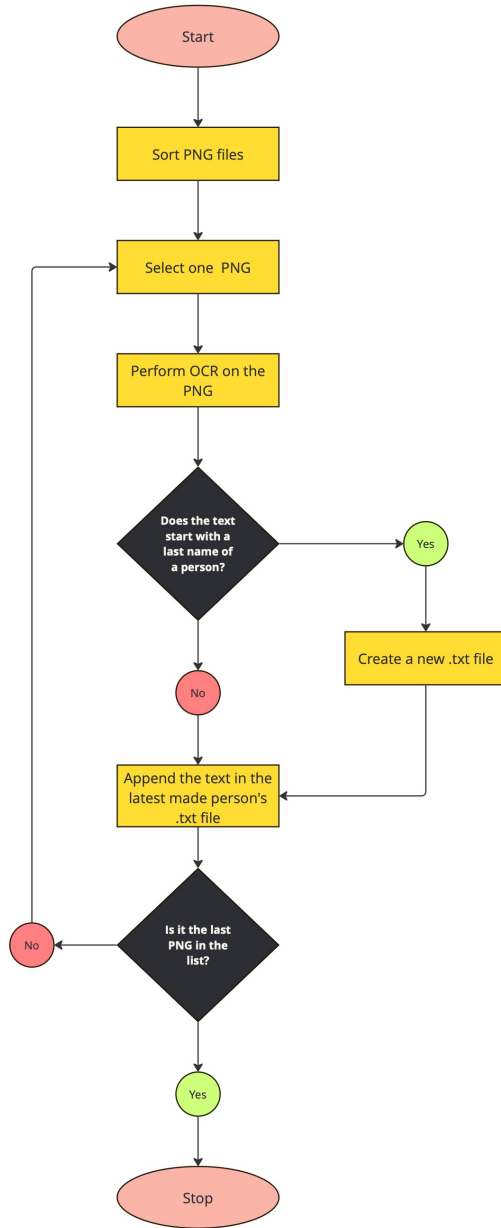 Start
Sort PNG files
Select one  PNG
Perform OCR on the
PNG
Does the text
start with a
last name of
a person?
Yes
Create a new .txt file
No
Append the text in the
latest made person's
.txt file
Is it the last
PNG in the
list?
No
Yes
Stop